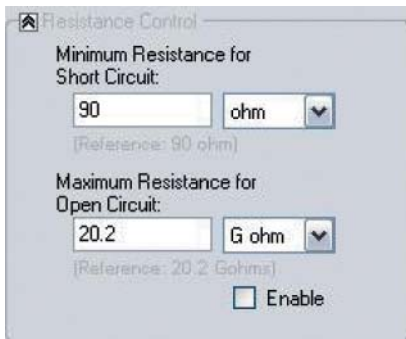 Resistance Control
Minimum Resistance for
Short Circuit:
90 ohm
(Reference: 90 ohm)
Maximum Resistance for
Open Circuit:
20.2 G ohm
(Reference: 20.2 Gohms)
Enable